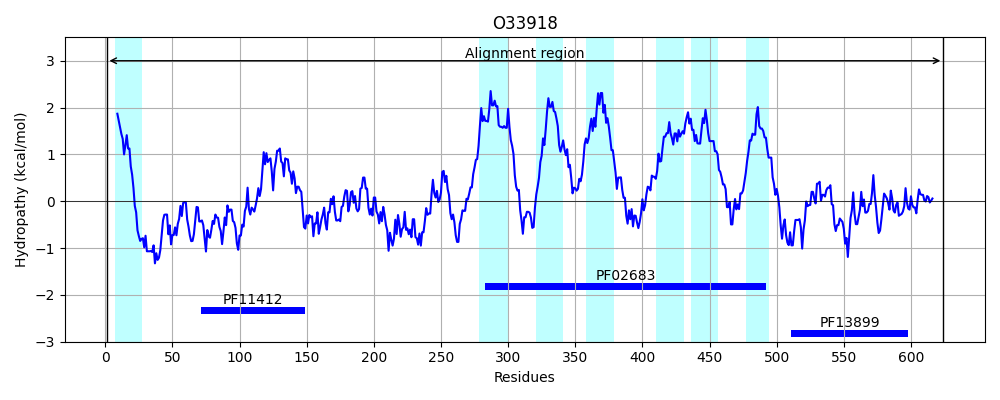 O33918
Alignment region
Hydropathy (kcal/mol)
3
2
1
0
−1
−2
−3
PF02683
PF11412
PF13899
0 50 100 150 200 250 300 350 400 450 500 550 600
Residues